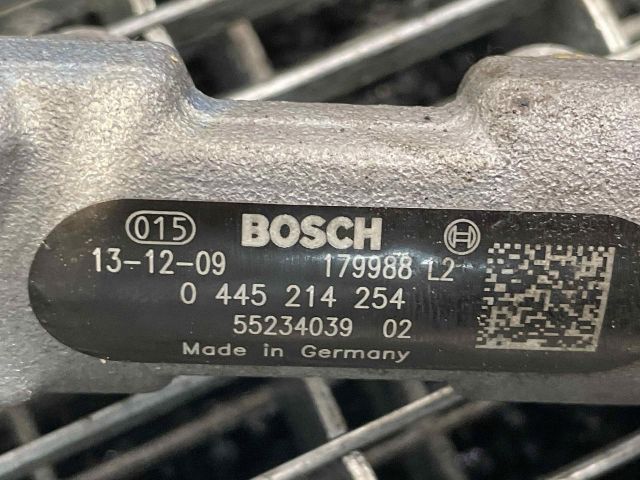 015 BOSCH
13-12-09 179988 L2
0 445 214 254
55234039 02
Made in Germany